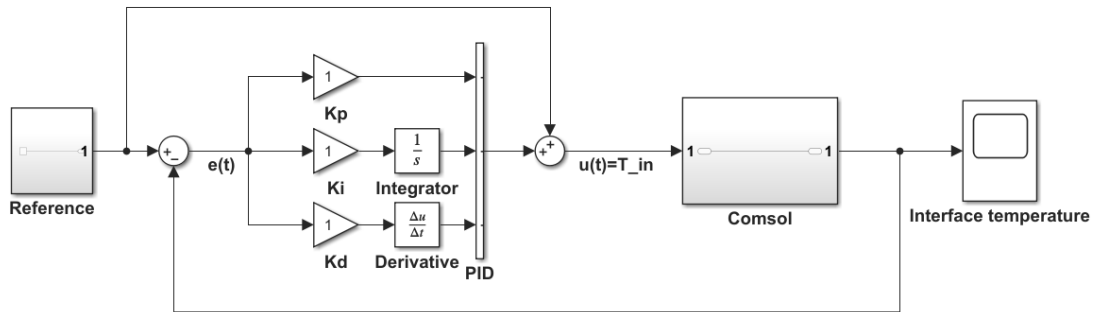 1
Reference
+
−
e(t)
1
Kp
1
Ki
1
s
Integrator
1
Kd
Δu
Δt
Derivative
PID
+
+
u(t)=T_in
1
1
Comsol
Interface temperature